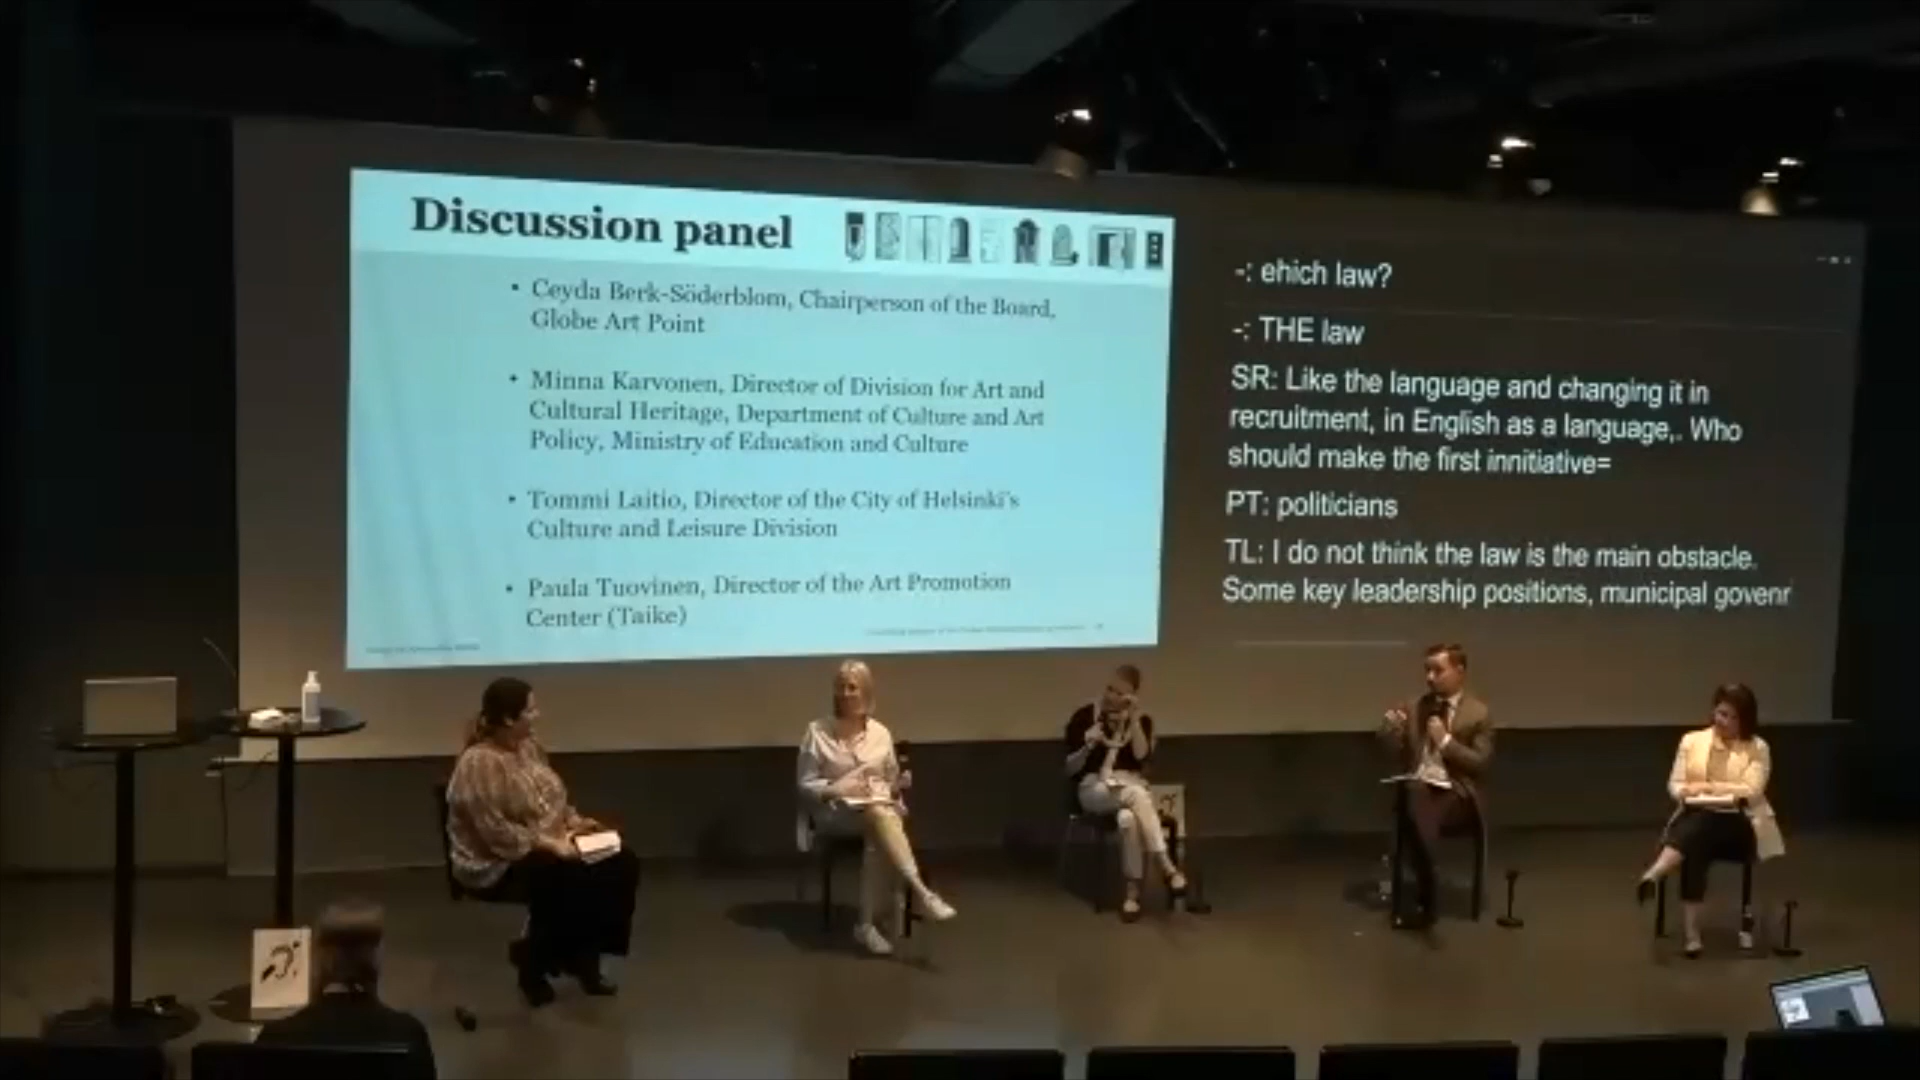 Discussion panel
• Ceyda Berk-Söderblom, Chairperson of the Board,
Globe Art Point
• Minna Karvonen, Director of Division for Art and
Cultural Heritage, Department of Culture and Art
Policy, Ministry of Education and Culture
• Tommi Laitio, Director of the City of Helsinki's
Culture and Leisure Division
• Paula Tuovinen, Director of the Art Promotion
Center (Taike)
-: ehich law?
-: THE law
SR: Like the language and changing it in
recruitment, in English as a language,. Who
should make the first innitiative=
PT: politicians
TL: I do not think the law is the main obstacle.
Some key leadership positions, municipal govenr